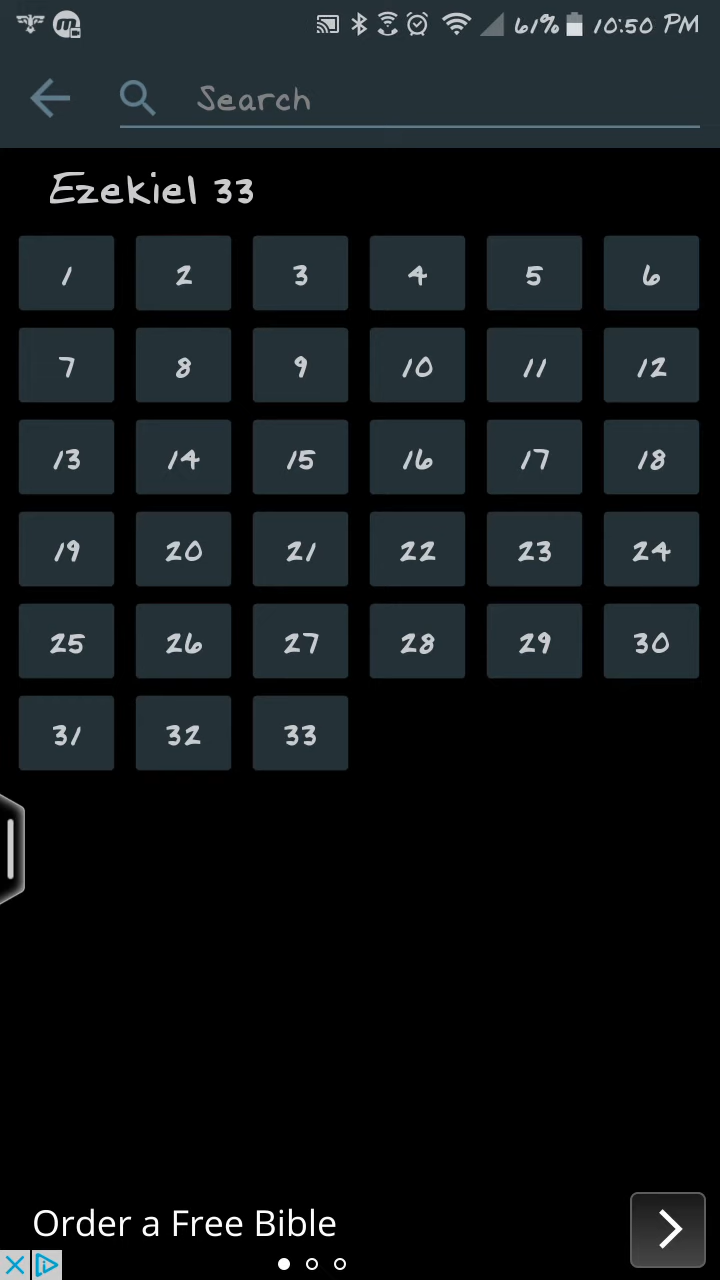 61% 10:50 PM
Search
Ezekiel 33
1 2 3 4 5 6
7 8 9 10 11 12
13 14 15 16 17 18
19 20 21 22 23 24
25 26 27 28 29 30
31 32 33
Order a Free Bible